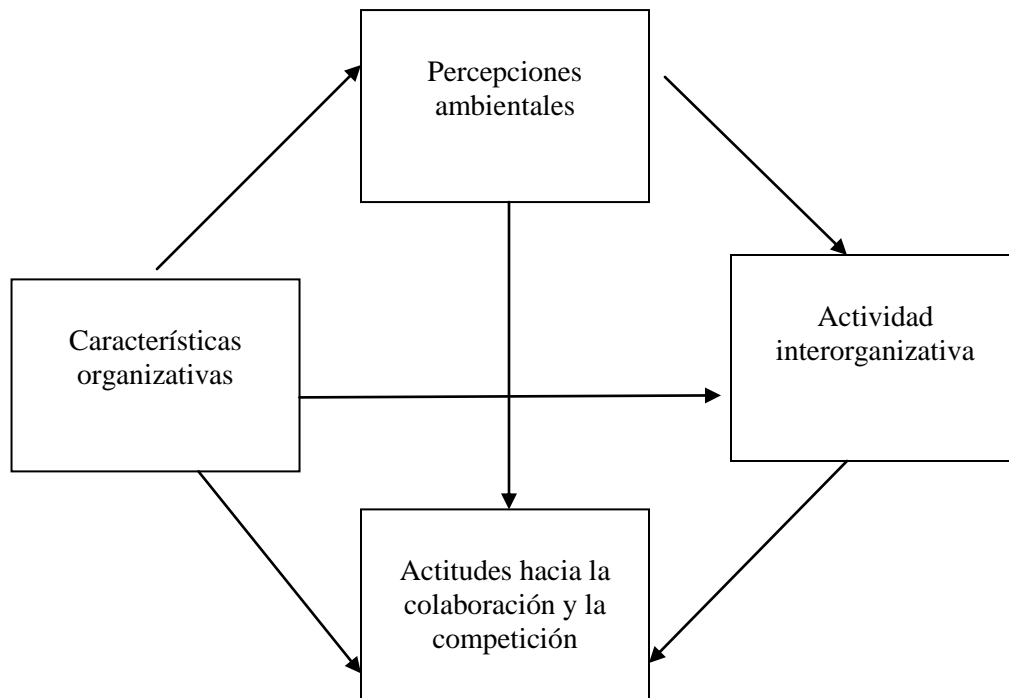 Percepciones
ambientales
Características
organizativas
Actividad
interorganizativa
Actitudes hacia la
colaboración y la
competición